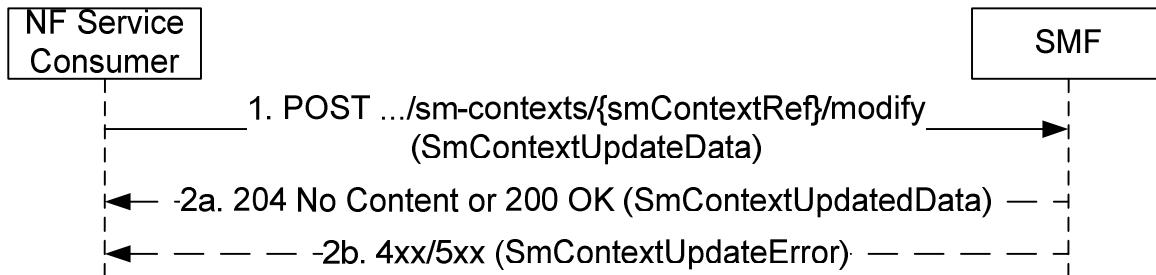 NF Service
Consumer
SMF
1. POST .../sm-contexts/{smContextRef}/modify
(SmContextUpdateData)
2a. 204 No Content or 200 OK (SmContextUpdatedData)
2b. 4xx/5xx (SmContextUpdateError)